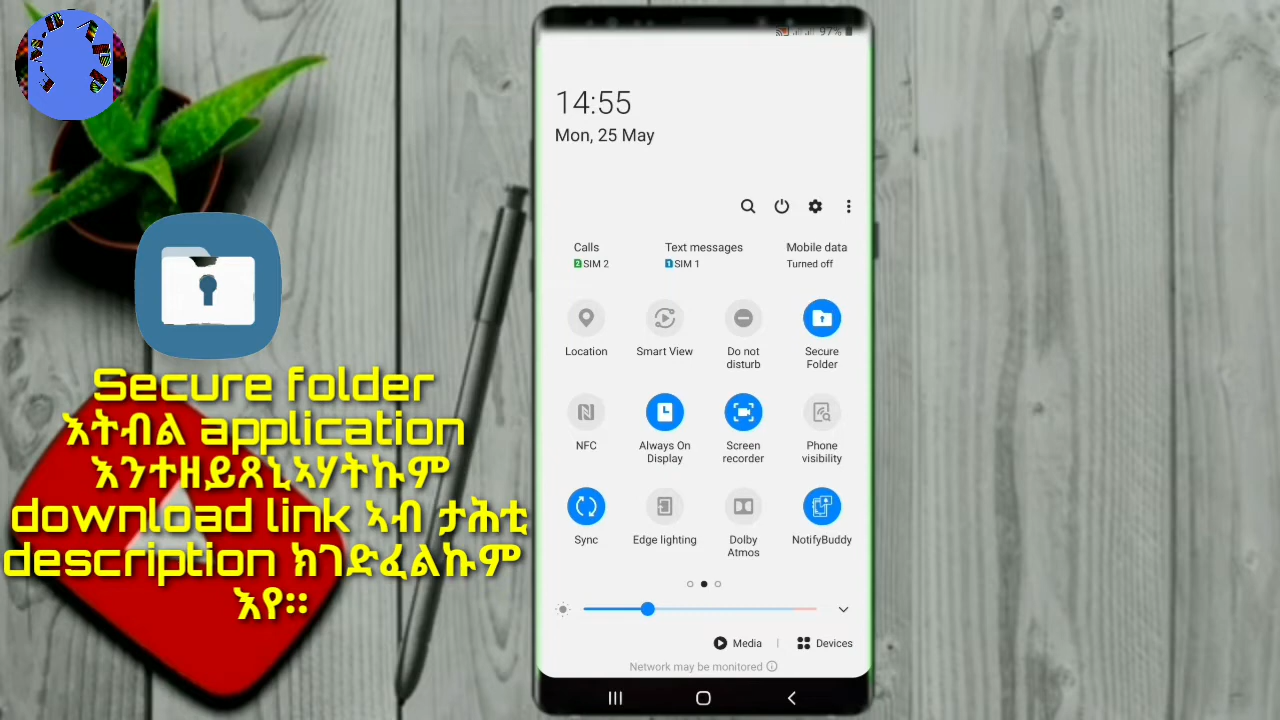 97%
14:55
Mon, 25 May
Calls
SIM 2
Text messages
SIM 1
Mobile data
Turned off
Location
Smart View
Do not
disturb
Secure
Folder
NFC
Always On
Display
Screen
recorder
Phone
visibility
Sync
Edge lighting
Dolby
Atmos
NotifyBuddy
Media
Devices
Network may be monitored
Secure folder
እትብል application
እንተዘይጸኒኣሃትኩም
download link ኣብ ታሕቲ
description ክገድፈልኩም
እየ።